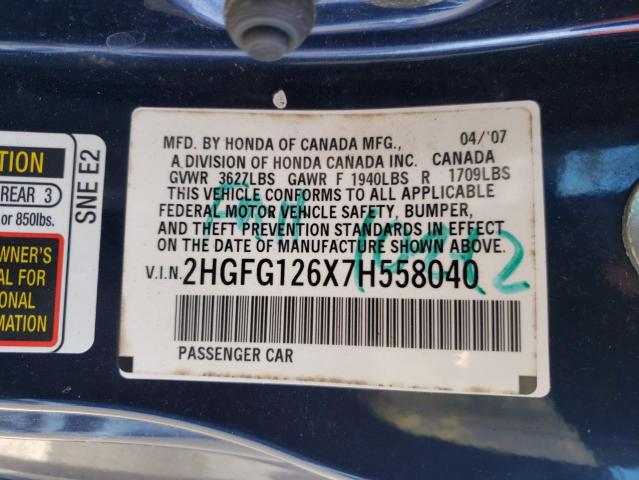 MFD. BY HONDA OF CANADA MFG., 04/'07
A DIVISION OF HONDA CANADA INC. CANADA
GVWR 3627LBS GAWR F 1940LBS R 1709LBS
THIS VEHICLE CONFORMS TO ALL APPLICABLE
FEDERAL MOTOR VEHICLE SAFETY, BUMPER,
AND THEFT PREVENTION STANDARDS IN EFFECT
ON THE DATE OF MANUFACTURE SHOWN ABOVE.
V.I.N. 2HGFG126X7H558040
PASSENGER CAR
SNE E2
TION
REAR 3
or 850lbs.
WNER'S
AL FOR
ONAL
RMATION